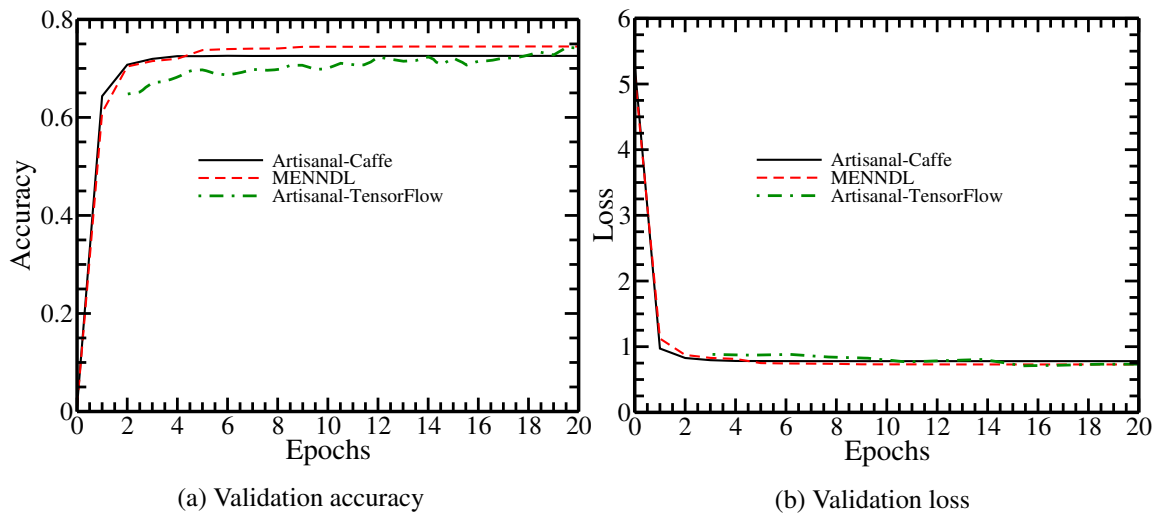 0.8
0.6
0.4
0.2
0
Accuracy
Artisanal-Caffe
MENNDL
Artisanal-TensorFlow
0 2 4 6 8 10 12 14 16 18 20
Epochs
(a) Validation accuracy
6
5
4
3
2
1
0
Loss
Artisanal-Caffe
MENNDL
Artisanal-TensorFlow
0 2 4 6 8 10 12 14 16 18 20
Epochs
(b) Validation loss